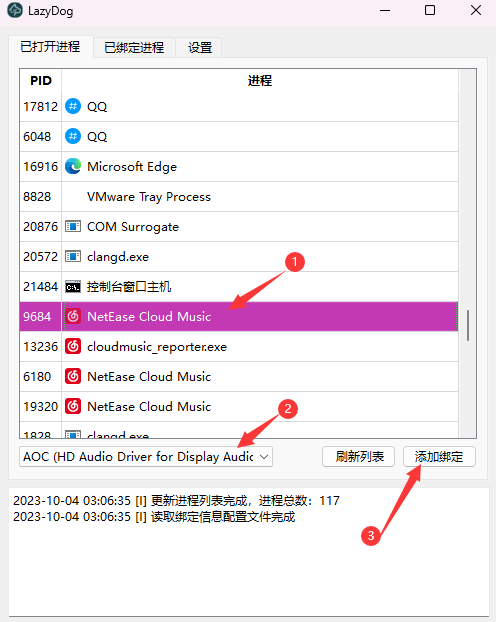 LazyDog
已打开进程 已绑定进程 设置
PID 进程
17812 QQ
6048 QQ
16916 Microsoft Edge
8828 VMware Tray Process
20876 COM Surrogate
20572 clangd.exe
21484 控制台窗口主机
1
9684 NetEase Cloud Music
13236 cloudmusic_reporter.exe
6180 NetEase Cloud Music
19320 NetEase Cloud Music
2
1828 clangd.exe
AOC (HD Audio Driver for Display Audio 刷新列表 添加绑定
2023-10-04 03:06:35 [I] 更新进程列表完成，进程总数：117
2023-10-04 03:06:35 [I] 读取绑定信息配置文件完成
3